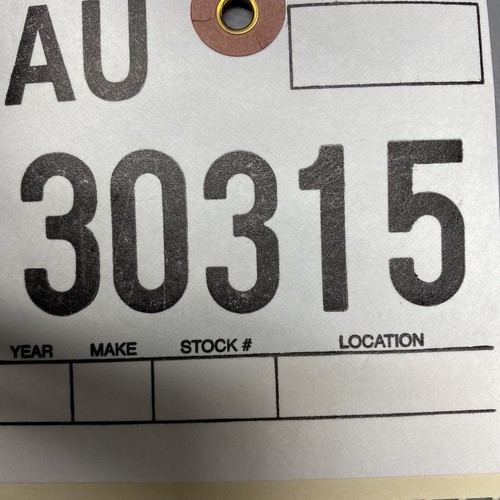 AU
30315
YEAR MAKE STOCK # LOCATION